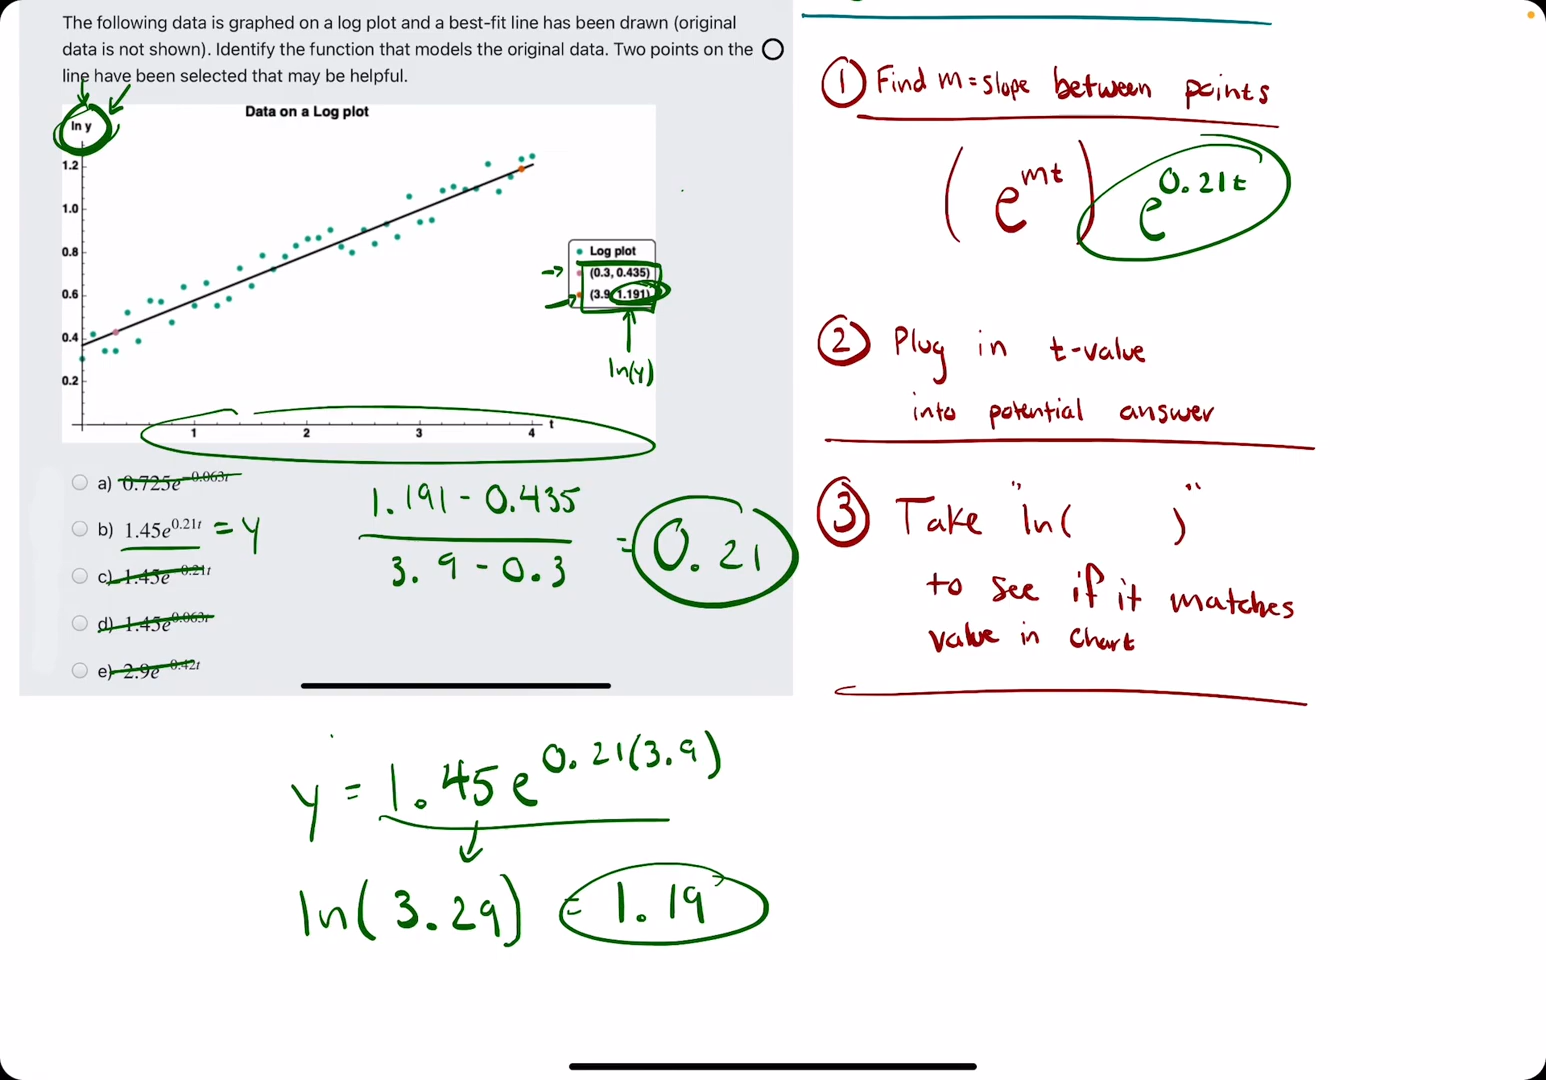 The following data is graphed on a log plot and a best-fit line has been drawn (original
data is not shown). Identify the function that models the original data. Two points on the
line have been selected that may be helpful.
Data on a Log plot
ln y
1.2
1.0
0.8
0.6
0.4
0.2
1 2 3 4 t
Log plot
(0.3, 0.435)
(3.9, 1.191)
ln(y)
a) 0.725e^-0.063t
b) 1.45e^0.21t = y
c) 1.45e^-0.21t
d) 1.45e^0.063t
e) 2.9e^-0.42t
1.191 - 0.435
3.9 - 0.3
= 0.21
y = 1.45e^0.21(3.9)
ln(3.29) = 1.19
① Find m = slope between points
(e^mt) e^0.21t
② Plug in t-value
into potential answer
③ Take "ln( )"
to see if it matches
value in chart